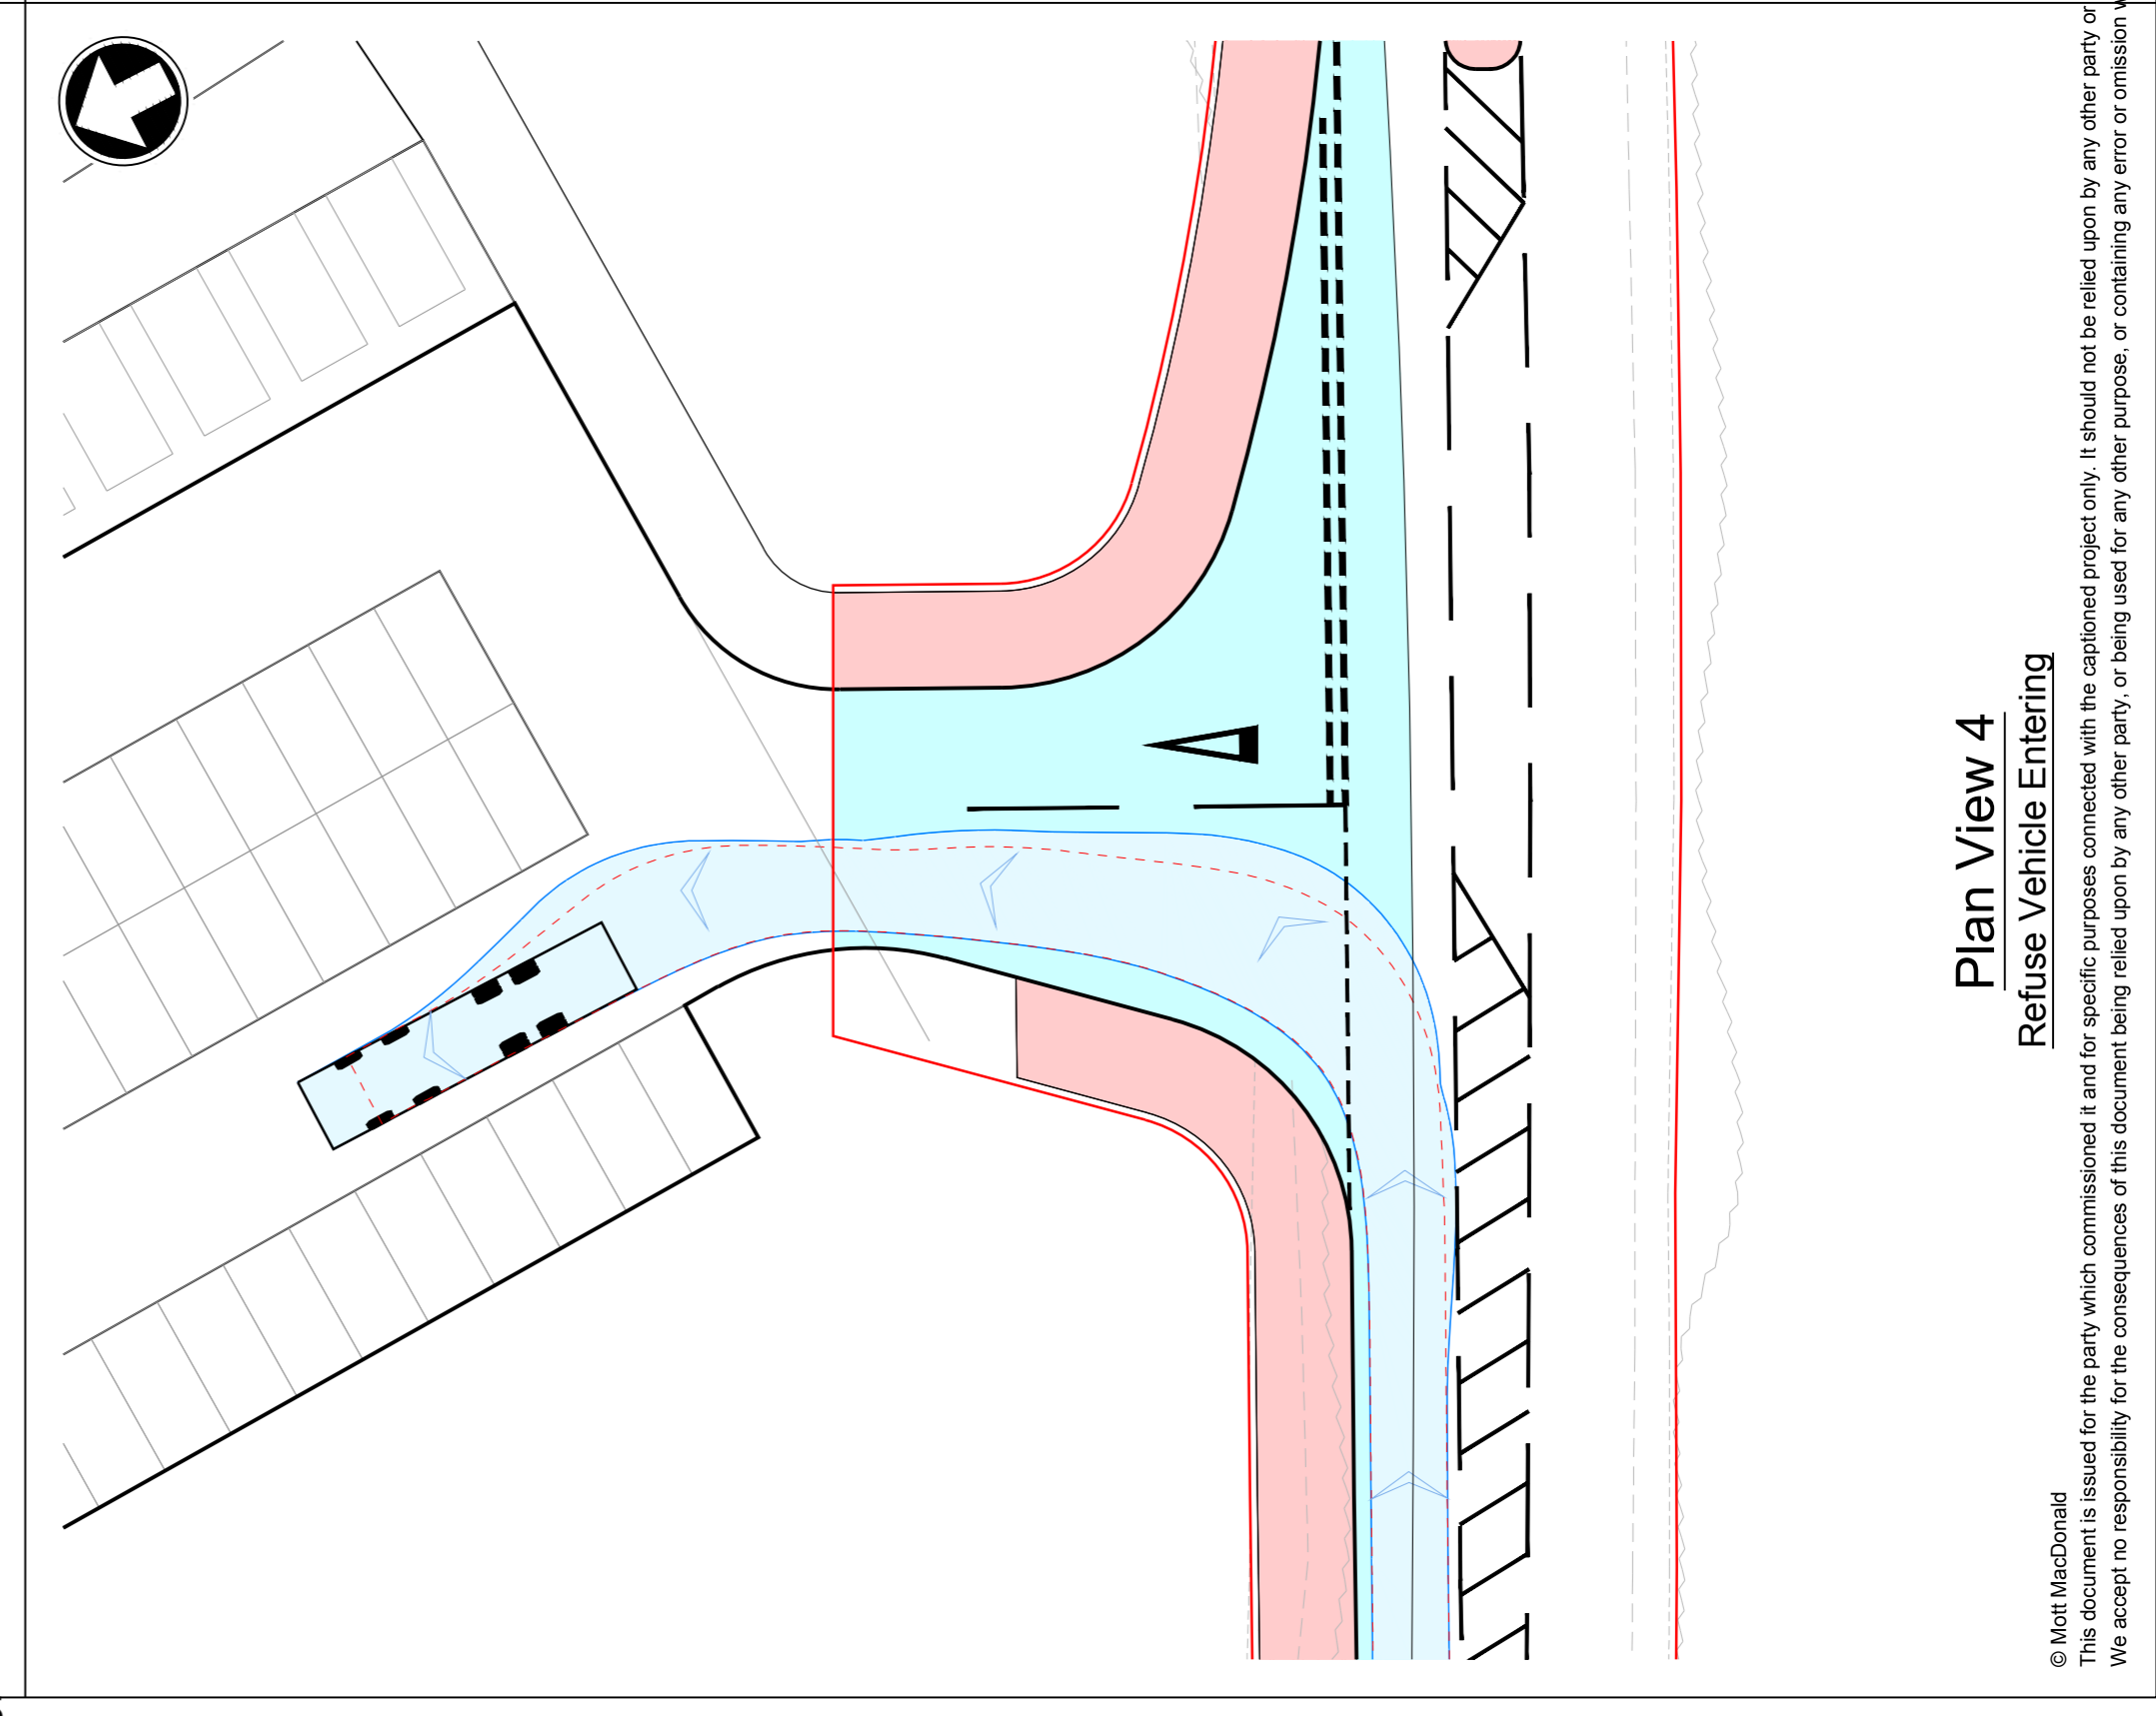 Plan View 4
Refuse Vehicle Entering
© Mott MacDonald
This document is issued for the party which commissioned it and for specific purposes connected with the captioned project only. It should not be relied upon by any other party or
We accept no responsibility for the consequences of this document being relied upon by any other party, or being used for any other purpose, or containing any error or omission w